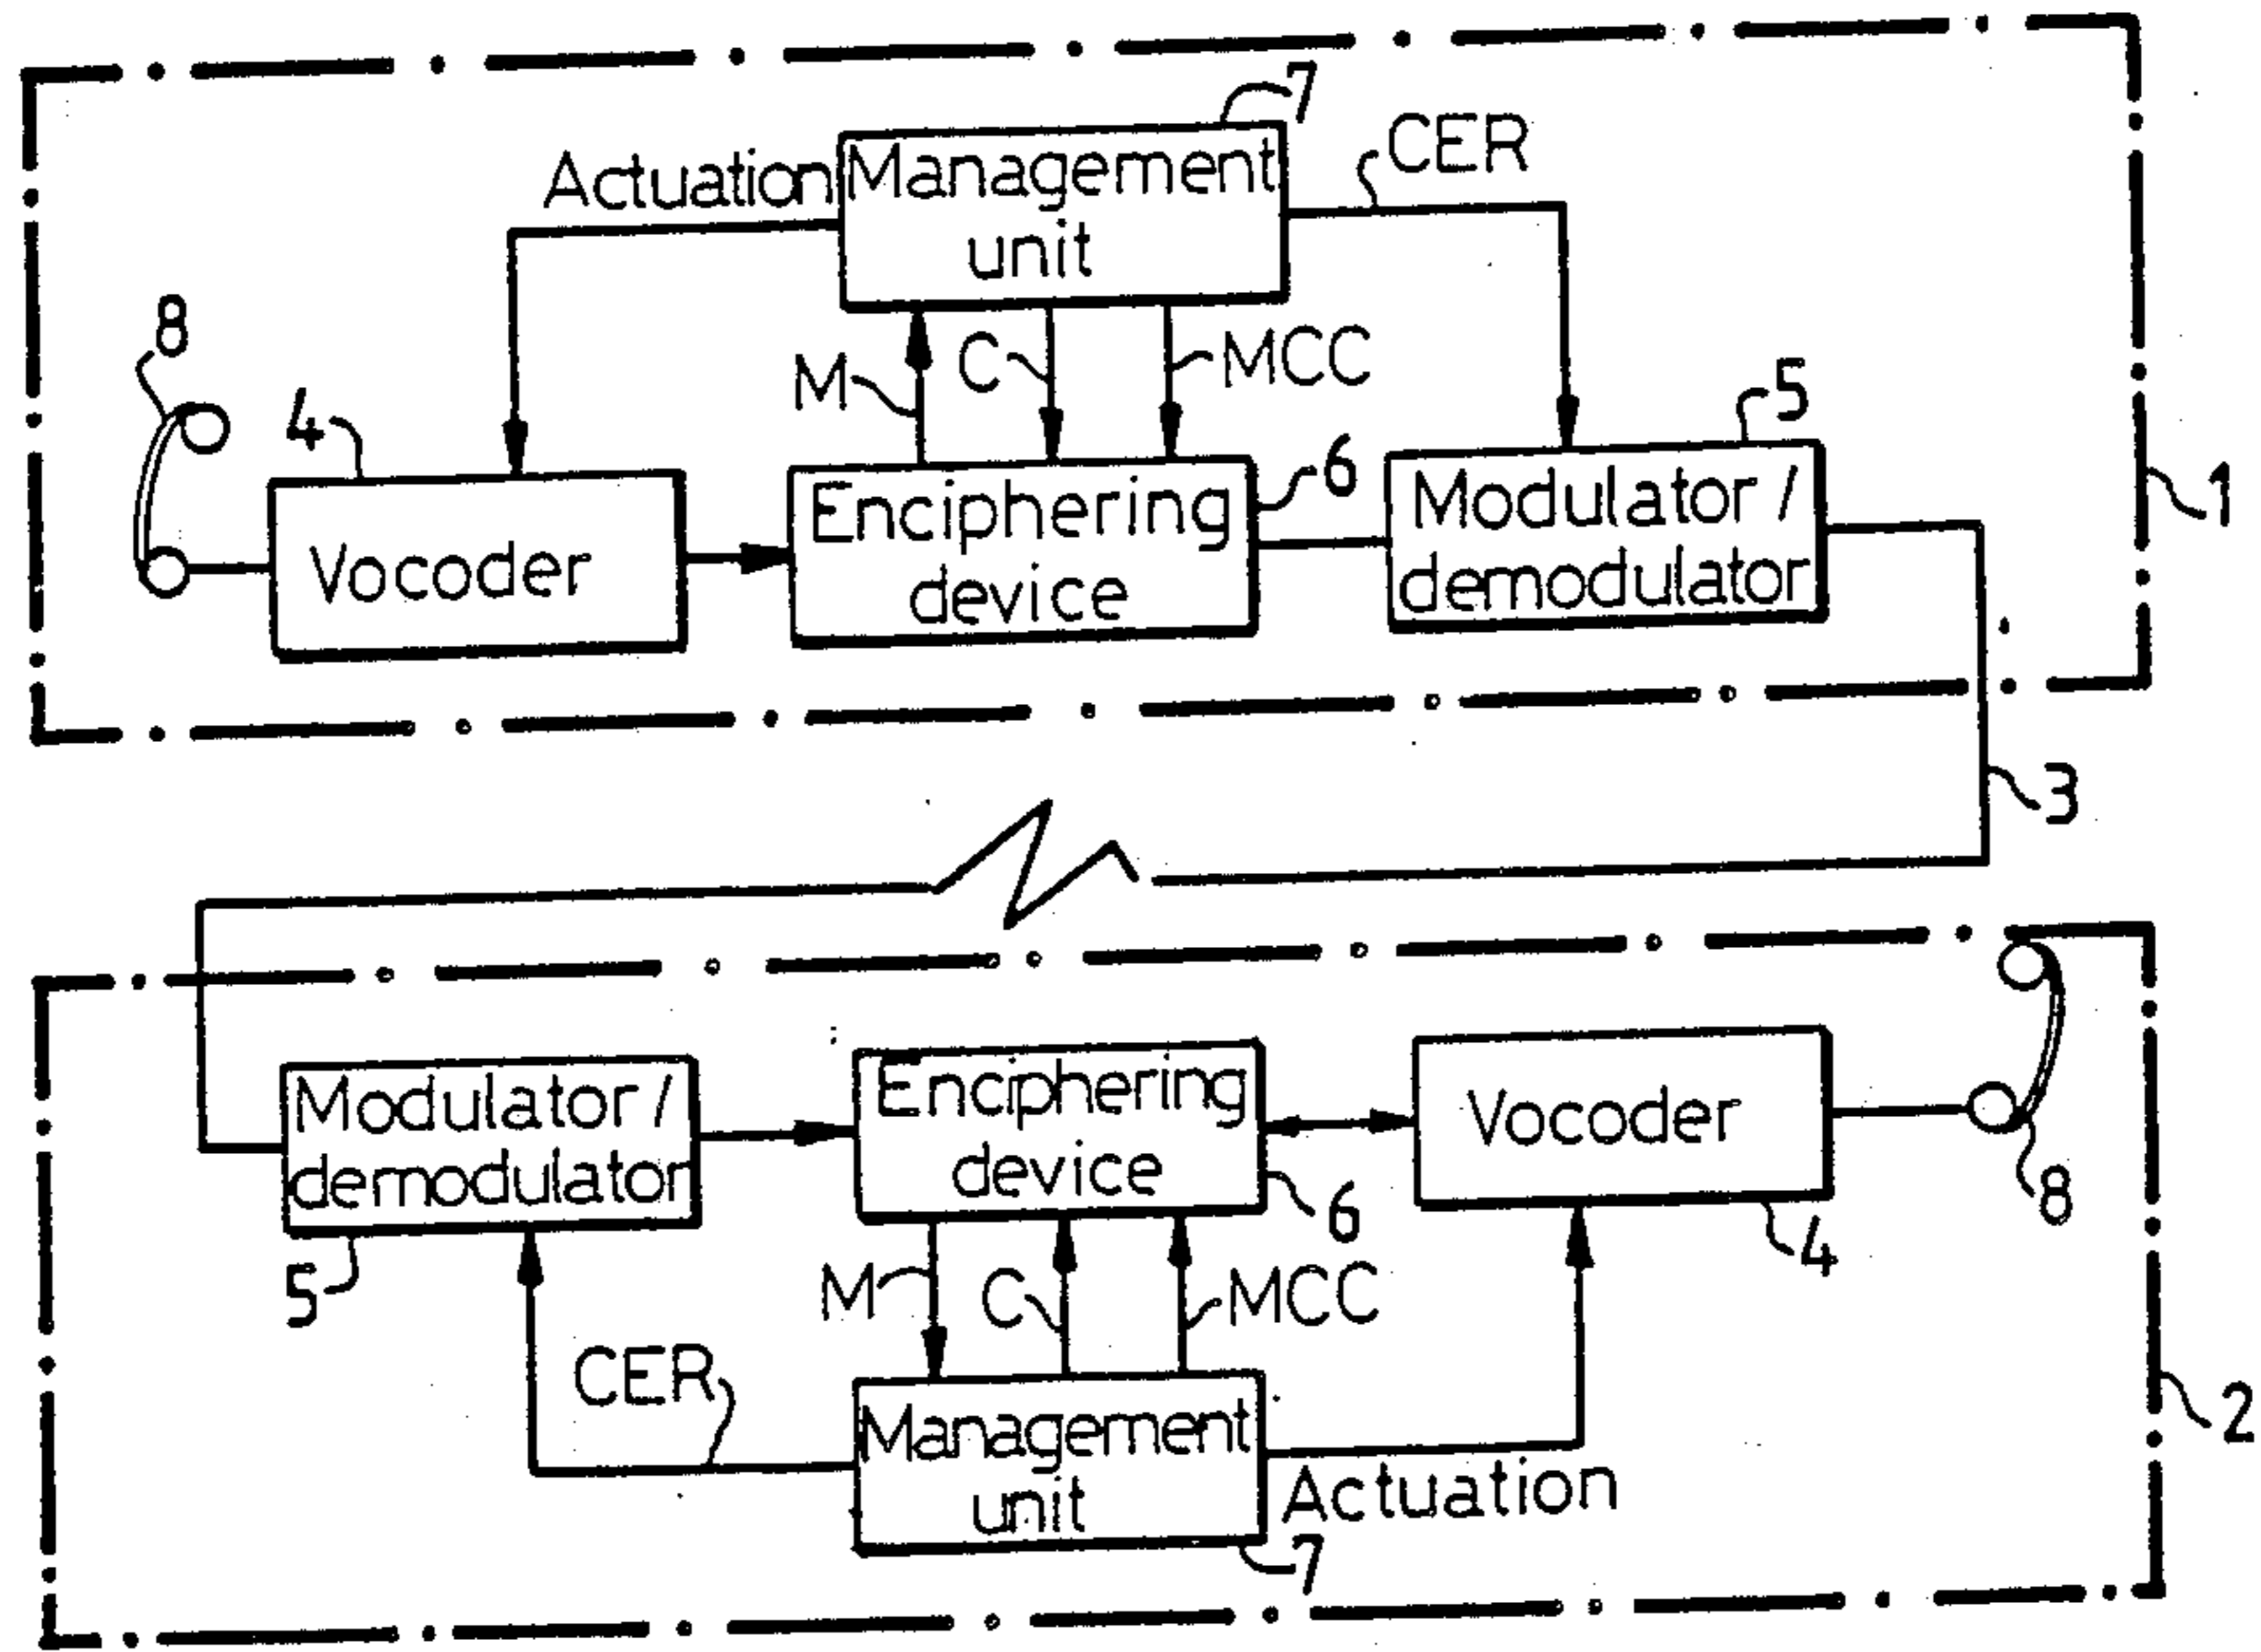 7
CER
Actuation
Management
unit
8
M
C
MCC
4
5
6
1
Vocoder
Enciphering
device
Modulator /
demodulator
3
Modulator /
demodulator
Enciphering
device
Vocoder
5
6
4
8
M
C
MCC
CER
Management
unit
Actuation
7
2